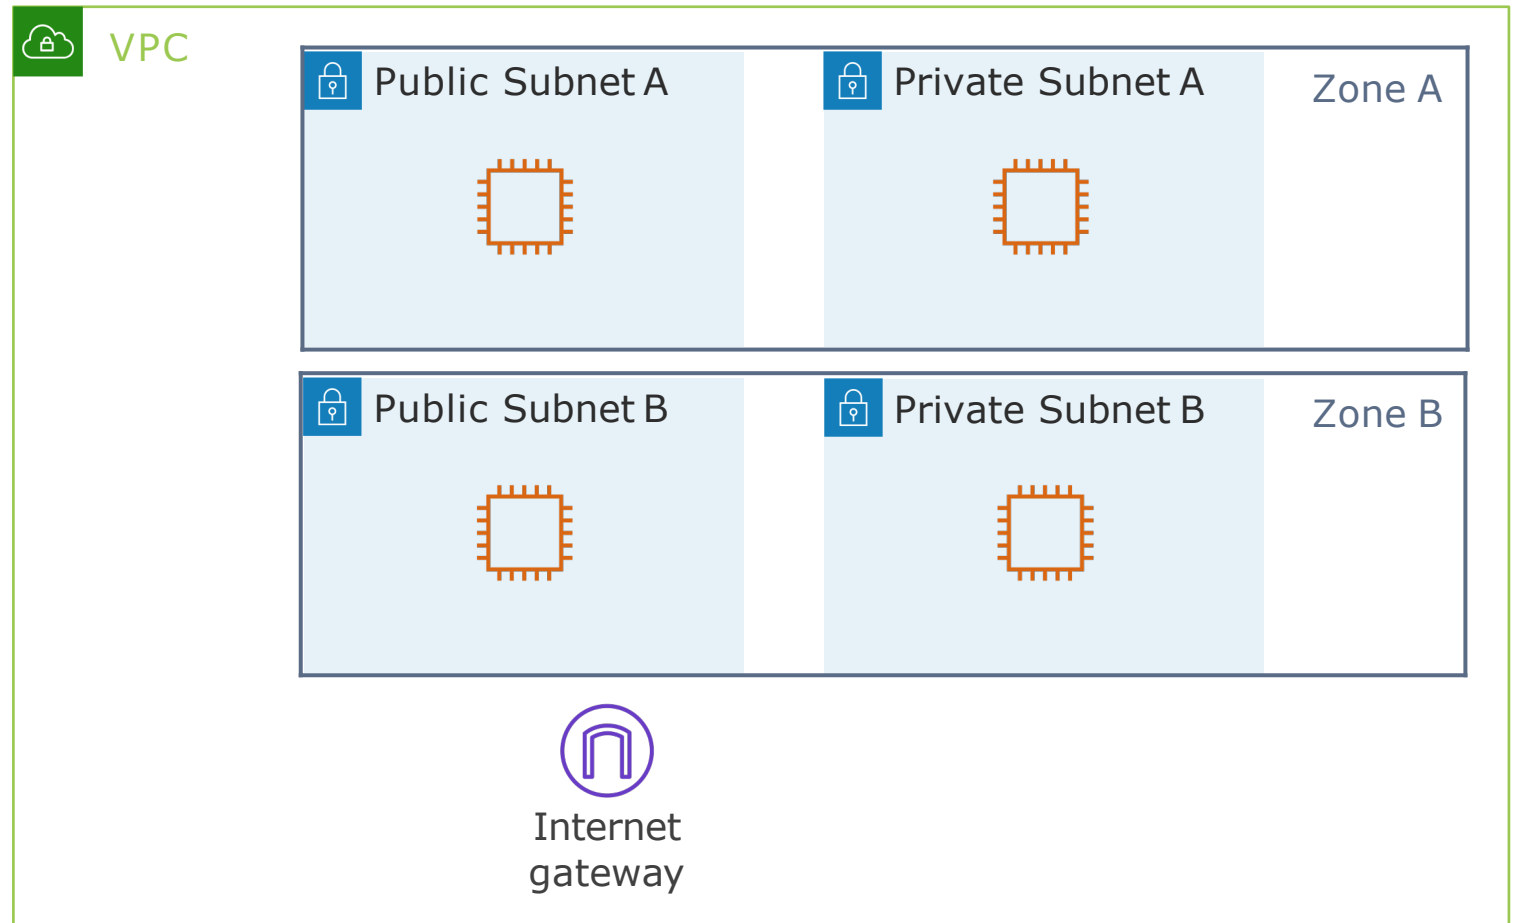 VPC
Public Subnet A
Private Subnet A
Zone A
Public Subnet B
Private Subnet B
Zone B
Internet
gateway